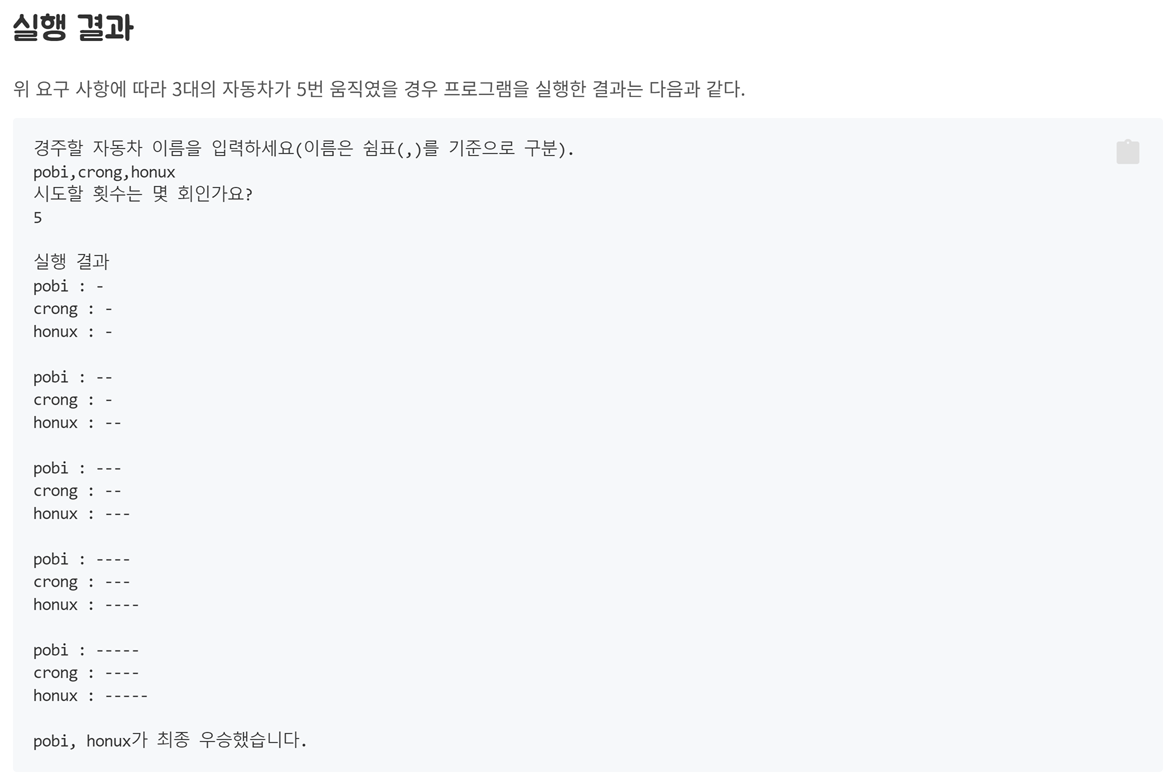 실행 결과
위 요구 사항에 따라 3대의 자동차가 5번 움직였을 경우 프로그램을 실행한 결과는 다음과 같다.
경주할 자동차 이름을 입력하세요(이름은 쉼표(,)를 기준으로 구분).
pobi,crong,honux
시도할 횟수는 몇 회인가요?
5
실행 결과
pobi : -
crong : -
honux : -
pobi : --
crong : -
honux : --
pobi : ---
crong : --
honux : ---
pobi : ----
crong : ---
honux : ----
pobi : -----
crong : ----
honux : -----
pobi, honux가 최종 우승했습니다.